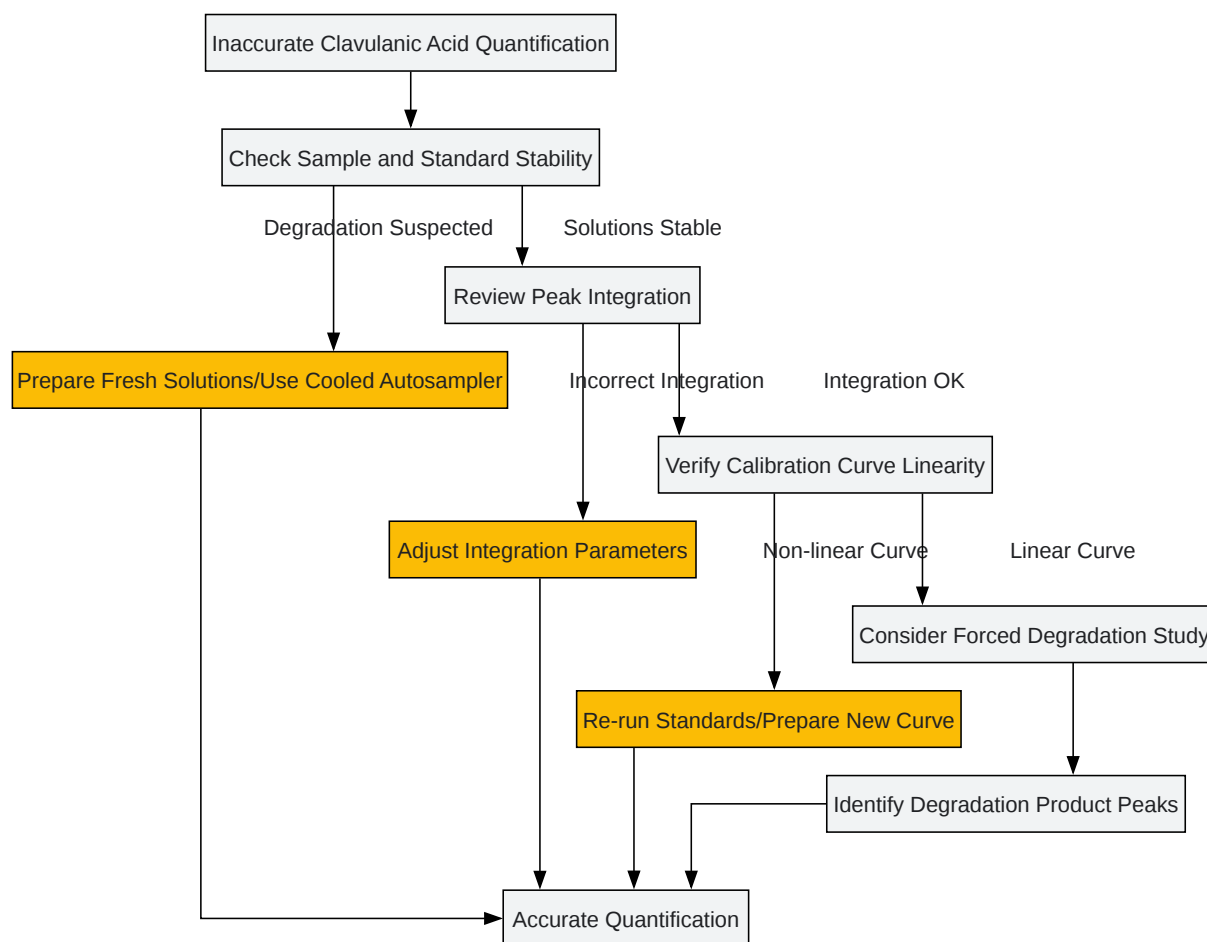 Inaccurate Clavulanic Acid Quantification
Check Sample and Standard Stability
Degradation Suspected
Solutions Stable
Review Peak Integration
Prepare Fresh Solutions/Use Cooled Autosampler
Incorrect Integration
Integration OK
Verify Calibration Curve Linearity
Adjust Integration Parameters
Non-linear Curve
Linear Curve
Consider Forced Degradation Study
Re-run Standards/Prepare New Curve
Identify Degradation Product Peaks
Accurate Quantification